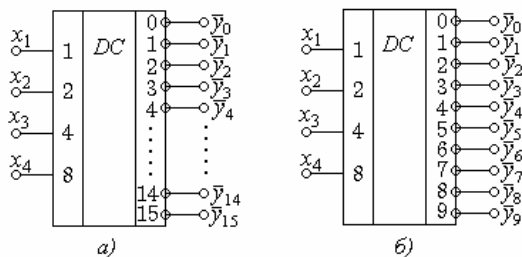 x₁ 1 DC 0 ȳ₀
1 ȳ₁
x₂ 2 2 ȳ₂
3 ȳ₃
x₃ 4 4 ȳ₄
x₄ 8
14 ȳ₁₄
15 ȳ₁₅
а)
x₁ 1 DC 0 ȳ₀
1 ȳ₁
x₂ 2 2 ȳ₂
3 ȳ₃
4 ȳ₄
x₃ 4 5 ȳ₅
6 ȳ₆
x₄ 8 7 ȳ₇
8 ȳ₈
9 ȳ₉
б)